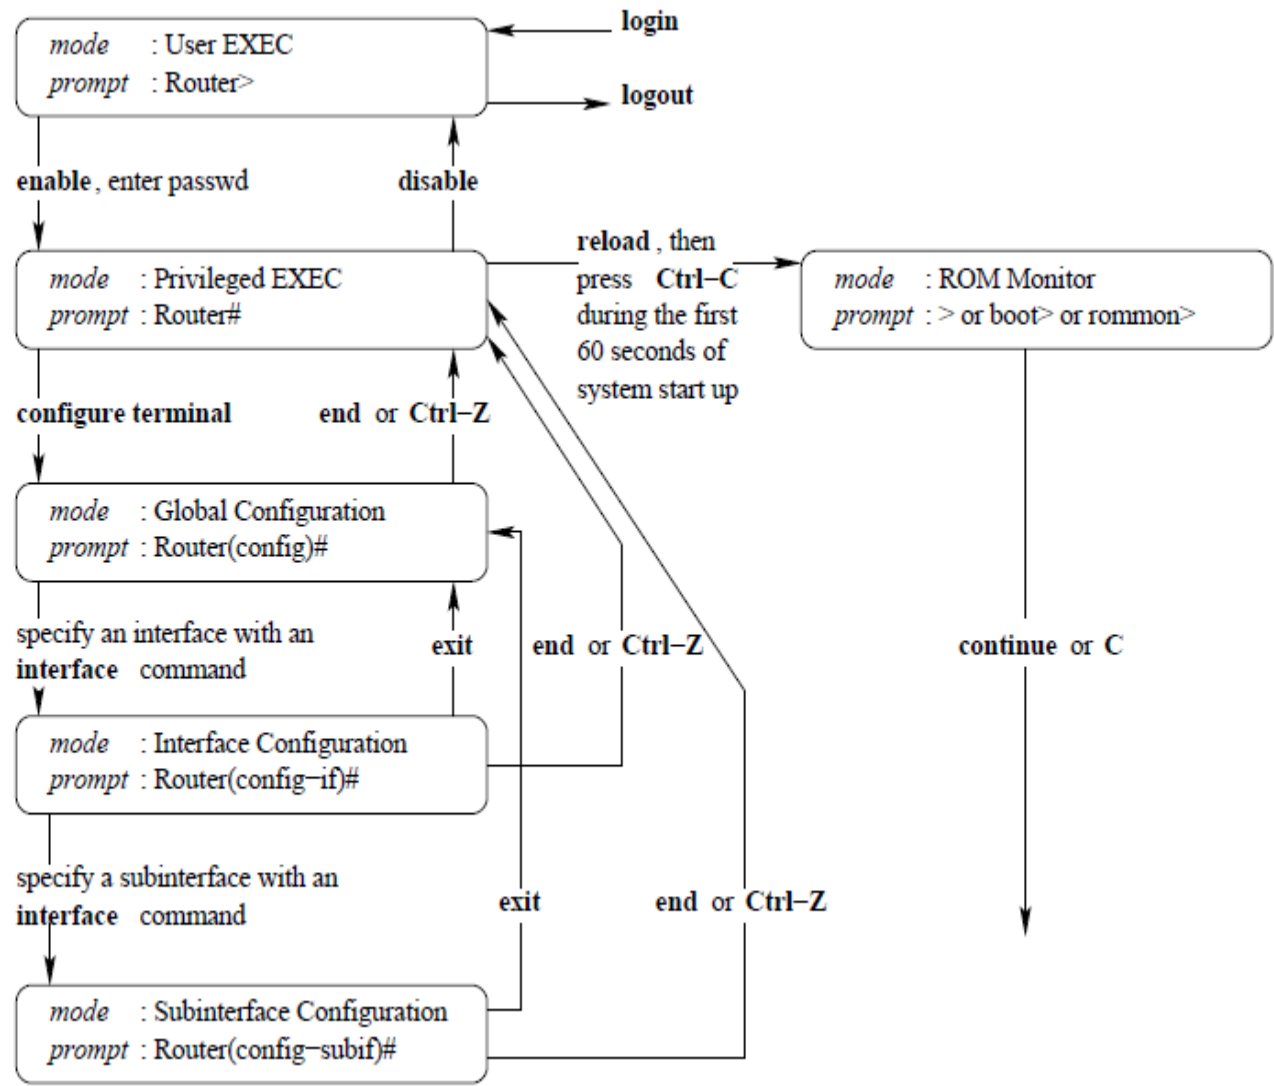 login
mode : User EXEC
prompt : Router>
logout
enable, enter passwd
disable
reload, then
press Ctrl−C
during the first
60 seconds of
system start up
mode : Privileged EXEC
prompt : Router#
mode : ROM Monitor
prompt : > or boot> or rommon>
configure terminal
end or Ctrl−Z
mode : Global Configuration
prompt : Router(config)#
specify an interface with an
interface command
exit
end or Ctrl−Z
continue or C
mode : Interface Configuration
prompt : Router(config−if)#
specify a subinterface with an
interface command
exit
end or Ctrl−Z
mode : Subinterface Configuration
prompt : Router(config−subif)#